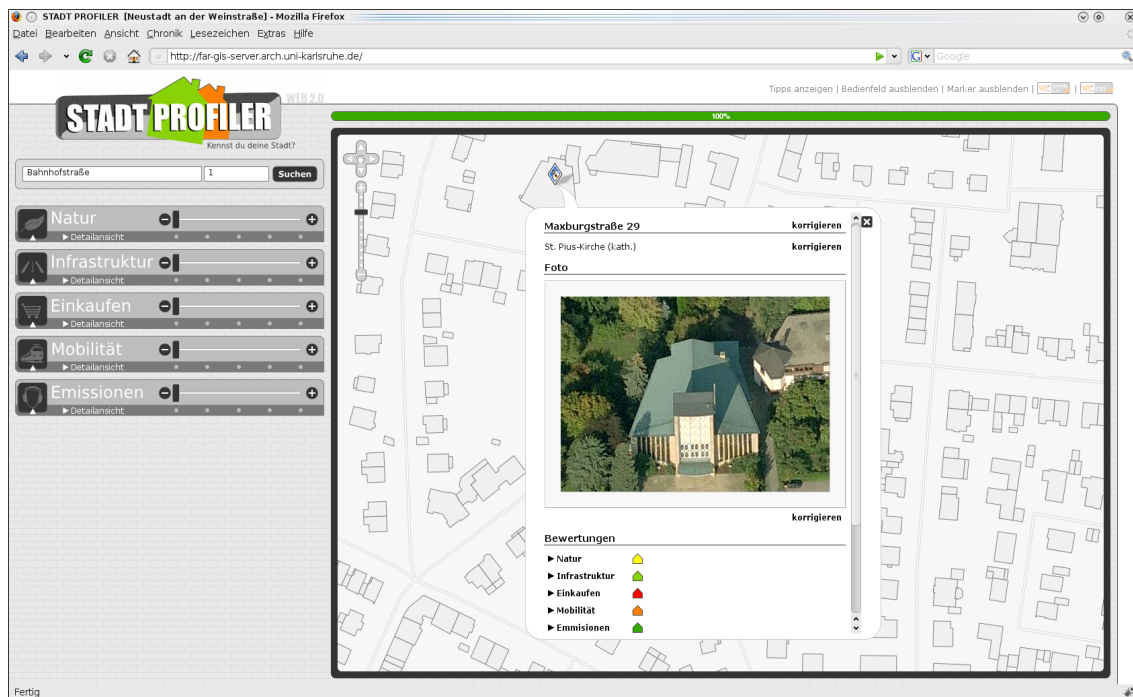 STADT PROFILER [Neustadt an der Weinstraße] - Mozilla Firefox
Datei Bearbeiten Ansicht Chronik Lesezeichen Extras Hilfe
http://far-gis-server.arch.uni-karlsruhe.de/
Google
Tipps anzeigen | Bedienfeld ausblenden | Marker ausblenden |
WEB 2.0
STADT PROFILER
Kennst du deine Stadt?
100%
Bahnhofstraße 1 Suchen
Natur
Detailansicht
Infrastruktur
Detailansicht
Einkaufen
Detailansicht
Mobilität
Detailansicht
Emissionen
Detailansicht
Maxburgstraße 29 korrigieren
St. Pius-Kirche (kath.) korrigieren
Foto
korrigieren
Bewertungen
Natur
Infrastruktur
Einkaufen
Mobilität
Emmisionen
Fertig